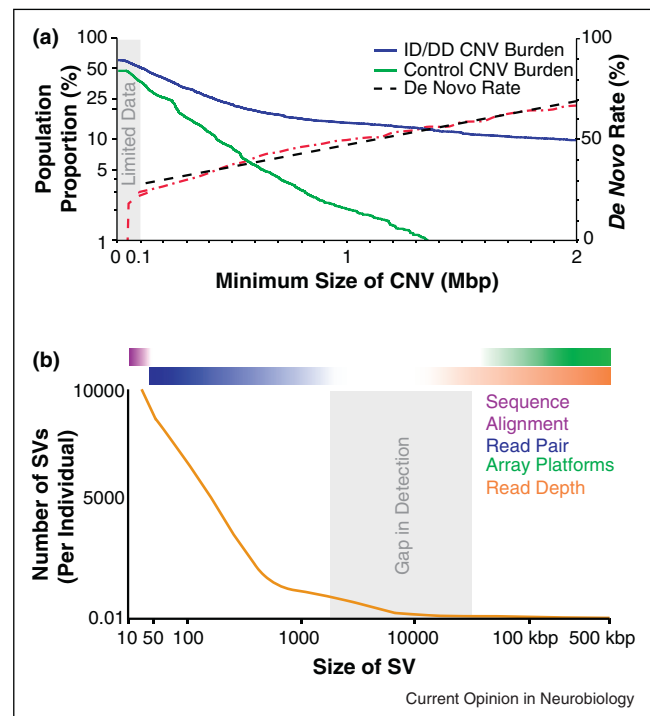 (a)
100
50
25
10
5
1
Population
Proportion (%)
Limited Data
ID/DD CNV Burden
Control CNV Burden
De Novo Rate
100
50
0
De Novo Rate (%)
0 0.1 1 2
Minimum Size of CNV (Mbp)
(b)
10000
5000
0.01
Number of SVs
(Per Individual)
Gap in Detection
Sequence
Alignment
Read Pair
Array Platforms
Read Depth
10 50 100 1000 10000 100 kbp 500 kbp
Size of SV
Current Opinion in Neurobiology